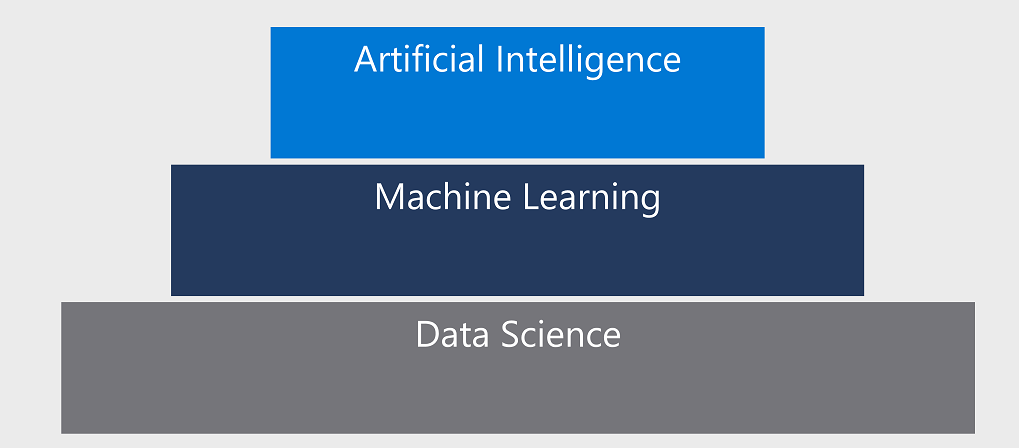 Artificial Intelligence
Machine Learning
Data Science